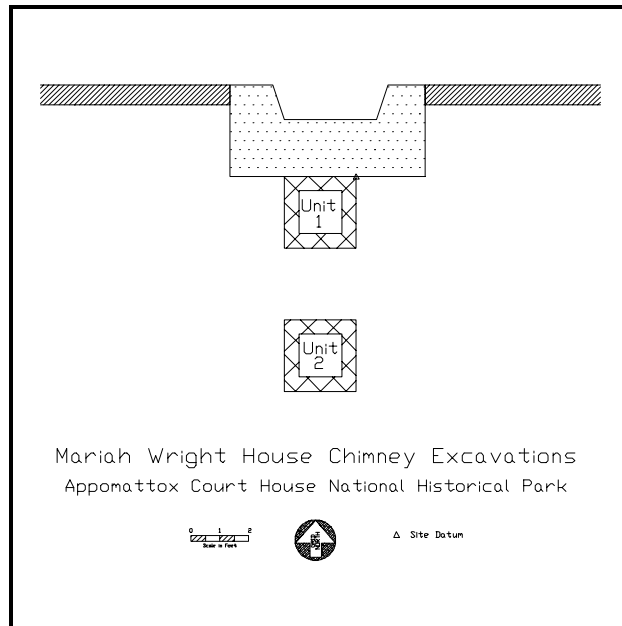 Unit
1
Unit
2
Mariah Wright House Chimney Excavations
Appomattox Court House National Historical Park
0 1 2
Scale in Feet
NORTH
Site Datum